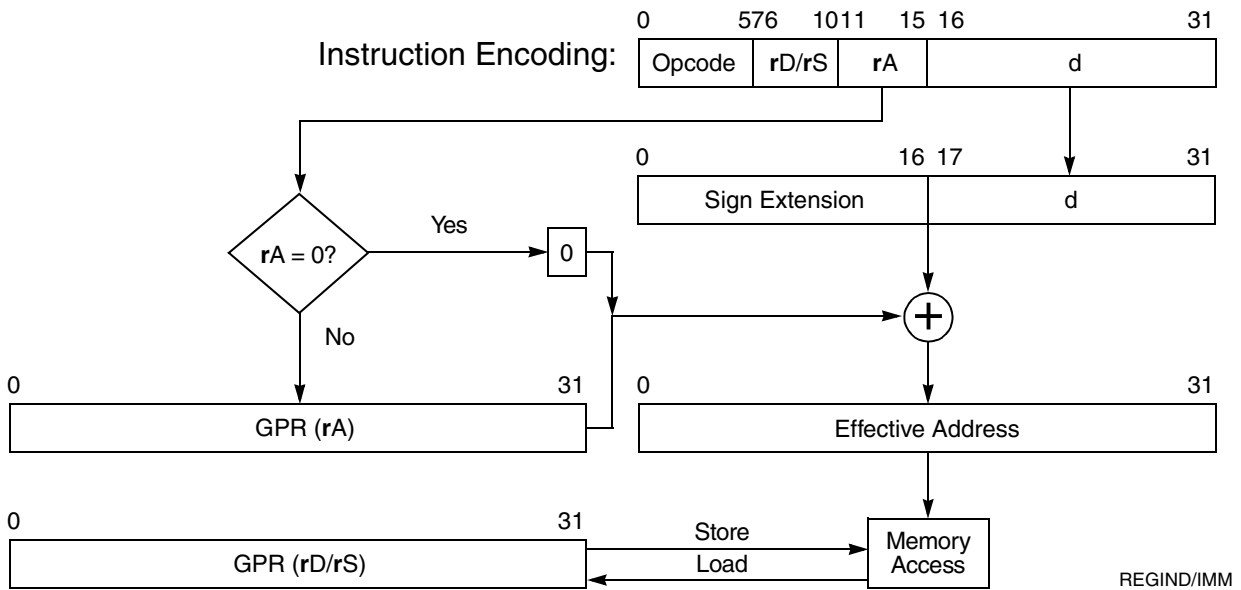 0 576 1011 15 16 31
Instruction Encoding: Opcode rD/rS rA d
0 16 17 31
Sign Extension d
Yes
rA = 0? 0
+
No
0 31 0 31
GPR (rA) Effective Address
0 31
Store
GPR (rD/rS) Memory Access
Load
REGIND/IMM